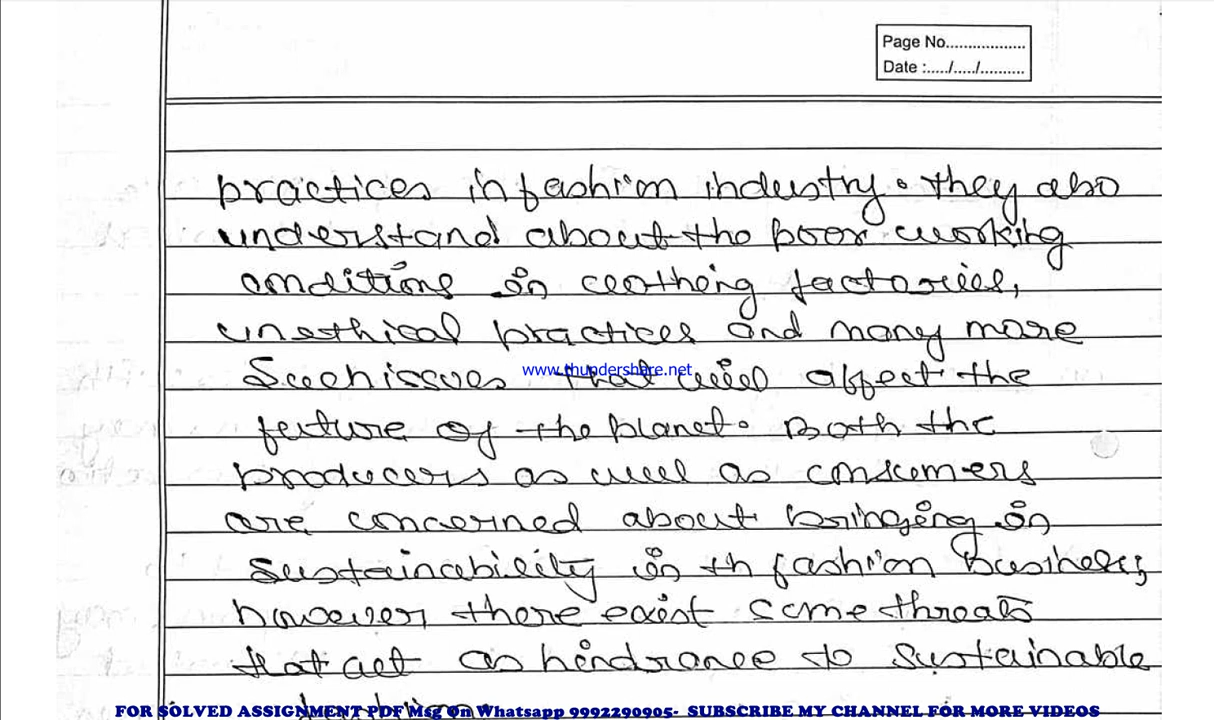 Page No..................
Date :...../...../...........
practices in fashion industry. they also
understand about the poor working
conditions in clothing factories,
unethical practices and many more
Such issues that will affect the
www.thundershare.net
future of the planet. Both the
producers as well as consumers
are concerned about bringing in
sustainability in th fashion business,
however there exist some threats
that act as hindrance to sustainable
FOR SOLVED ASSIGNMENT PDF Msg On Whatsapp 9992290905- SUBSCRIBE MY CHANNEL FOR MORE VIDEOS